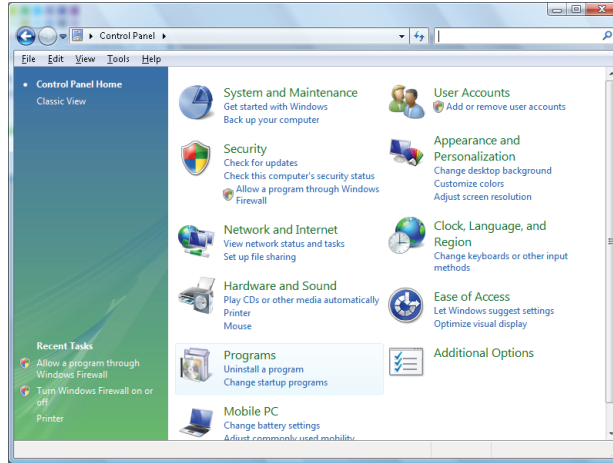 Control Panel
File Edit View Tools Help
Control Panel Home
Classic View
System and Maintenance
Get started with Windows
Back up your computer
Security
Check for updates
Check this computer's security status
Allow a program through Windows
Firewall
Network and Internet
View network status and tasks
Set up file sharing
Hardware and Sound
Play CDs or other media automatically
Printer
Mouse
Programs
Uninstall a program
Change startup programs
Mobile PC
Change battery settings
Adjust commonly used mobility
User Accounts
Add or remove user accounts
Appearance and
Personalization
Change desktop background
Customize colors
Adjust screen resolution
Clock, Language, and
Region
Change keyboards or other input
methods
Ease of Access
Let Windows suggest settings
Optimize visual display
Additional Options
Recent Tasks
Allow a program through
Windows Firewall
Turn Windows Firewall on or
off
Printer